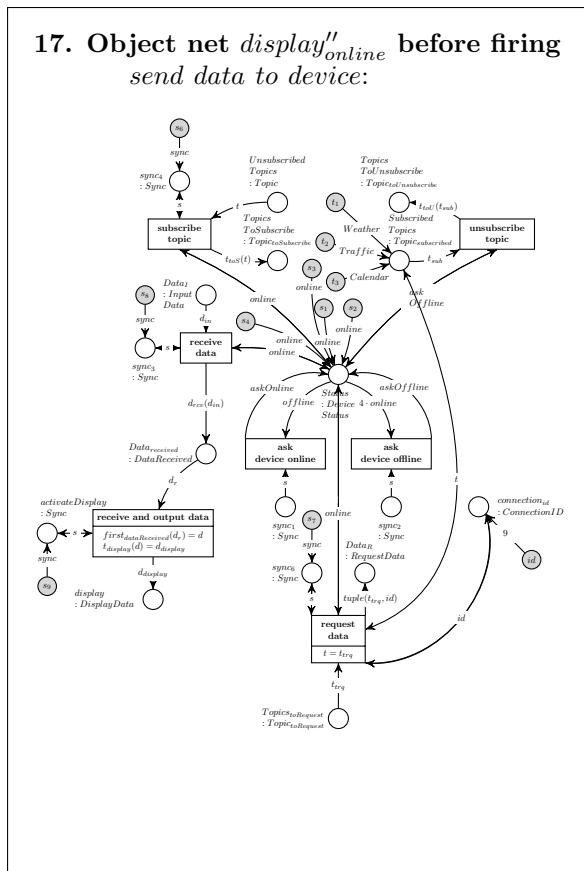 17. Object net display''online before firing
send data to device:
s6
sync
sync4
: Sync
s
subscribe
topic
Unsubscribed
Topics
: Topic
t
Topics
ToSubscribe
: TopictoSubscribe
ttoS(t)
Topics
ToUnsubscribe
: TopictoUnsubscribe
ttoU(tsub)
t1
Weather
t2
Traffic
t3
Calendar
Subscribed
Topics
: Topicsubscribed
tsub
unsubscribe
topic
ask
Offline
s3
online
s1
online
s2
online
s4
online
online
online
s8
sync
sync3
: Sync
s
DataI
: Input
Data
din
receive
data
drcv(din)
Datareceived
: DataReceived
dr
askOnline
offline
Status
: Device
Status
4 · online
askOffline
ask
device online
ask
device offline
s
sync1
: Sync
s
sync2
: Sync
online
t
activateDisplay
: Sync
s
sync
s9
receive and output data
firstdataReceived(dr) = d
tdisplay(d) = ddisplay
ddisplay
display
: DisplayData
s7
sync
sync6
: Sync
s
DataR
: RequestData
tuple(ttrq, id)
request
data
t = ttrq
ttrq
TopicstoRequest
: TopictoRequest
connectionid
: ConnectionID
9
id
id